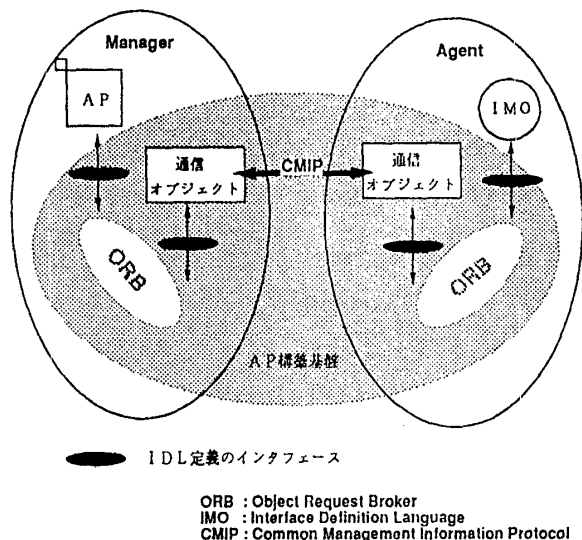 Manager
Agent
AP
IMO
通信
オブジェクト
CMIP
通信
オブジェクト
ORB
ORB
AP構築基盤
IDL定義のインタフェース
ORB : Object Request Broker
IMO : Interface Definition Language
CMIP : Common Management Information Protocol